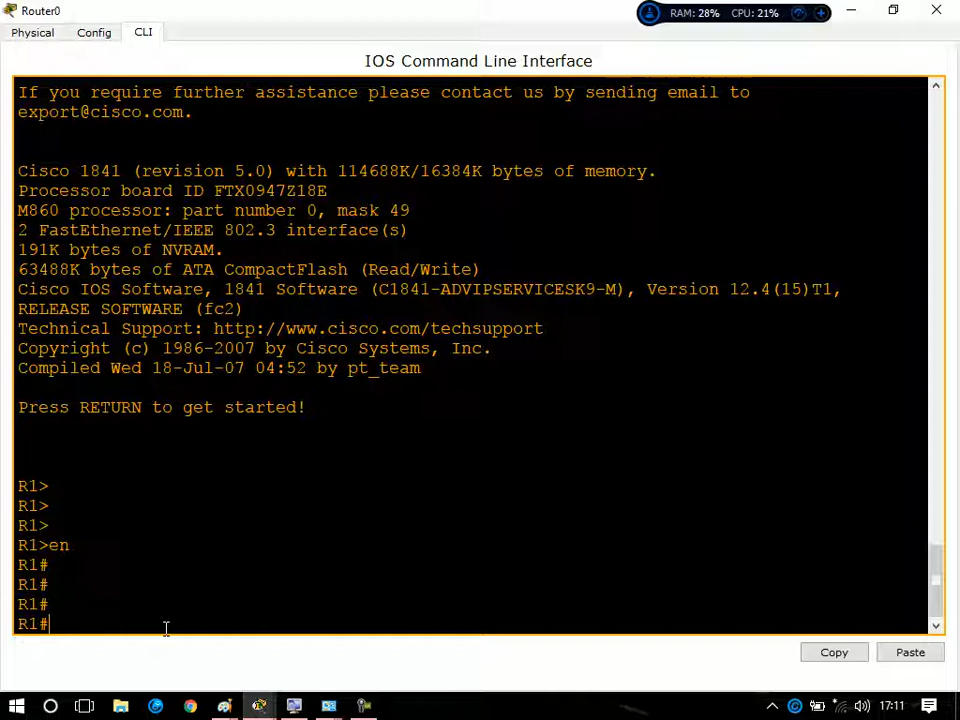 Router0
RAM: 28% CPU: 21%
Physical Config CLI
IOS Command Line Interface
If you require further assistance please contact us by sending email to
export@cisco.com.
Cisco 1841 (revision 5.0) with 114688K/16384K bytes of memory.
Processor board ID FTX0947Z18E
M860 processor: part number 0, mask 49
2 FastEthernet/IEEE 802.3 interface(s)
191K bytes of NVRAM.
63488K bytes of ATA CompactFlash (Read/Write)
Cisco IOS Software, 1841 Software (C1841-ADVIPSERVICESK9-M), Version 12.4(15)T1,
RELEASE SOFTWARE (fc2)
Technical Support: http://www.cisco.com/techsupport
Copyright (c) 1986-2007 by Cisco Systems, Inc.
Compiled Wed 18-Jul-07 04:52 by pt_team
Press RETURN to get started!
R1>
R1>
R1>
R1>en
R1#
R1#
R1#
R1#
Copy Paste
17:11